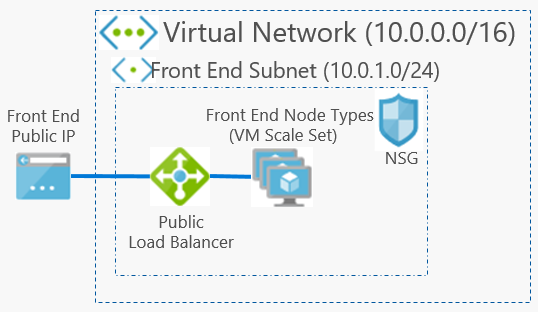 Virtual Network (10.0.0.0/16)
Front End Subnet (10.0.1.0/24)
Front End
Public IP
Front End Node Types
(VM Scale Set)
NSG
Public
Load Balancer